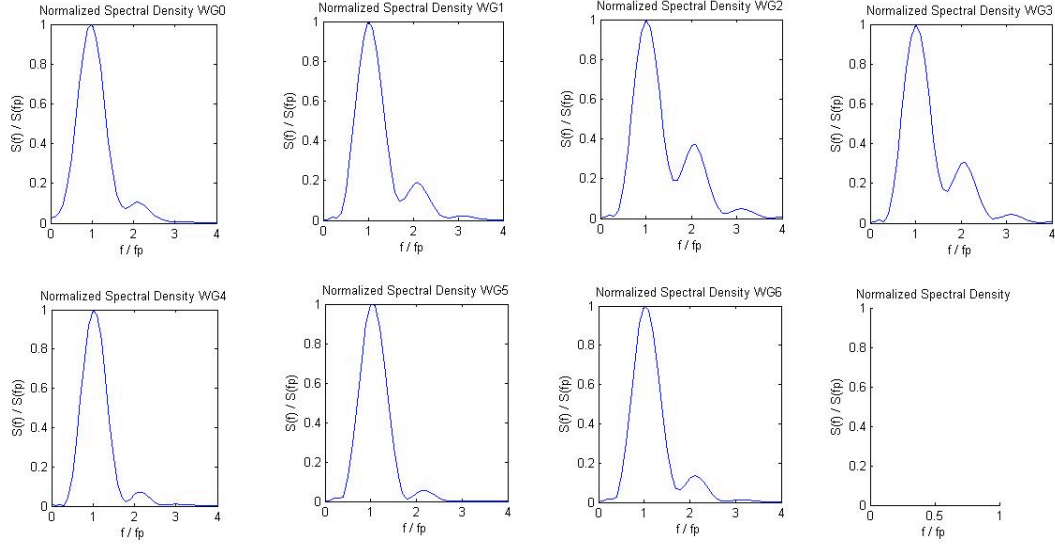 Normalized Spectral Density WG0
1
0.8
0.6
0.4
0.2
0
S(f) / S(fp)
0 1 2 3 4
f / fp
Normalized Spectral Density WG1
1
0.8
0.6
0.4
0.2
0
S(f) / S(fp)
0 1 2 3 4
f / fp
Normalized Spectral Density WG2
1
0.8
0.6
0.4
0.2
0
S(f) / S(fp)
0 1 2 3 4
f / fp
Normalized Spectral Density WG3
1
0.8
0.6
0.4
0.2
0
S(f) / S(fp)
0 1 2 3 4
f / fp
Normalized Spectral Density WG4
1
0.8
0.6
0.4
0.2
0
S(f) / S(fp)
0 1 2 3 4
f / fp
Normalized Spectral Density WG5
1
0.8
0.6
0.4
0.2
0
S(f) / S(fp)
0 1 2 3 4
f / fp
Normalized Spectral Density WG6
1
0.8
0.6
0.4
0.2
0
S(f) / S(fp)
0 1 2 3 4
f / fp
Normalized Spectral Density
1
0.8
0.6
0.4
0.2
0
S(f) / S(fp)
0 0.5 1
f / fp